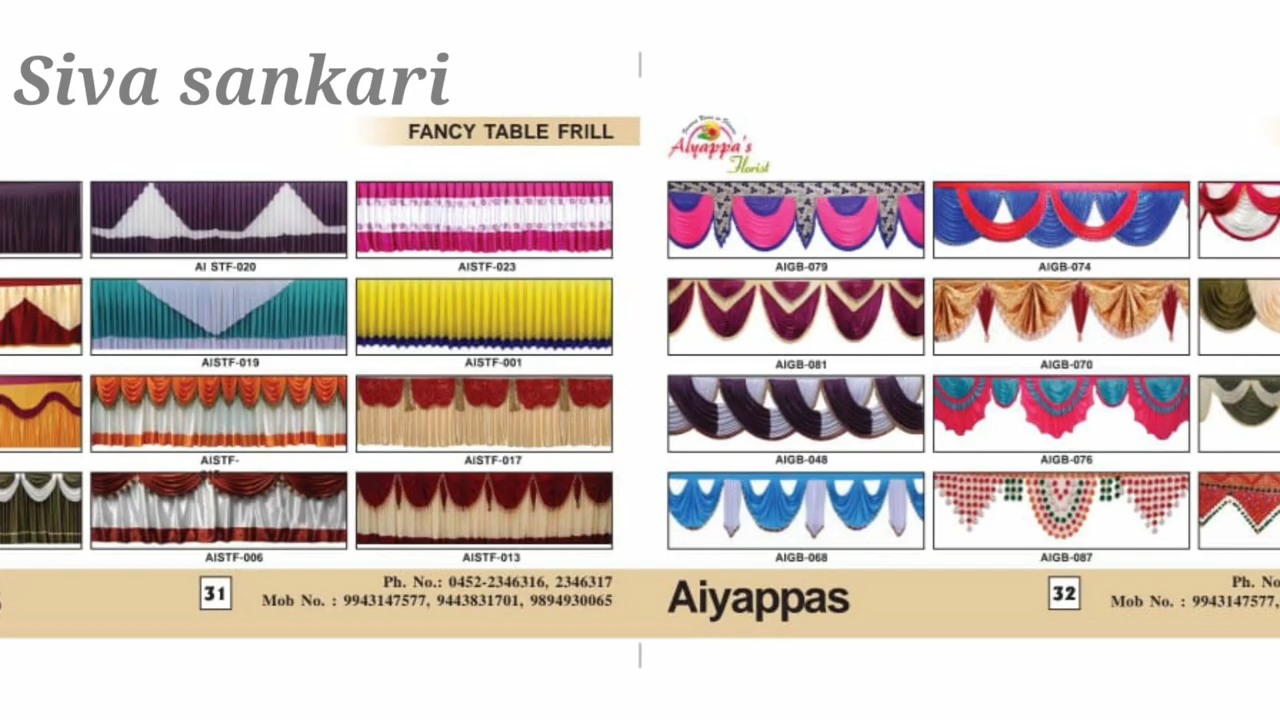 Siva sankari
FANCY TABLE FRILL
AI STF-020
AISTF-023
AISTF-019
AISTF-001
AISTF-
AISTF-017
AISTF-006
AISTF-013
31
Ph. No.: 0452-2346316, 2346317
Mob No. : 9943147577, 9443831701, 9894930065
Aiyappa's
Florist
AIGB-079
AIGB-074
AIGB-081
AIGB-070
AIGB-048
AIGB-076
AIGB-068
AIGB-087
Aiyappas
32
Ph. No
Mob No. : 9943147577,